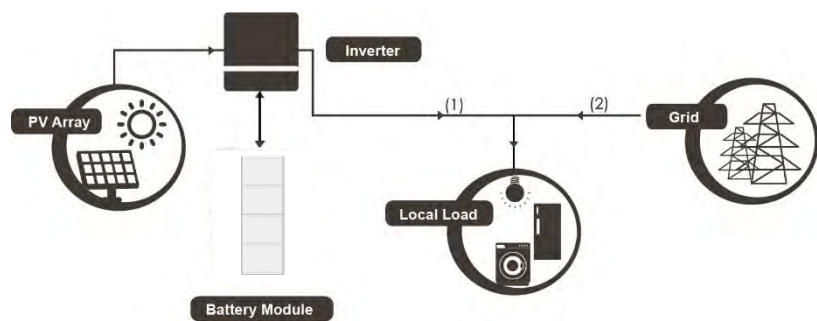 Inverter
PV Array
(1)
(2)
Grid
Local Load
Battery Module